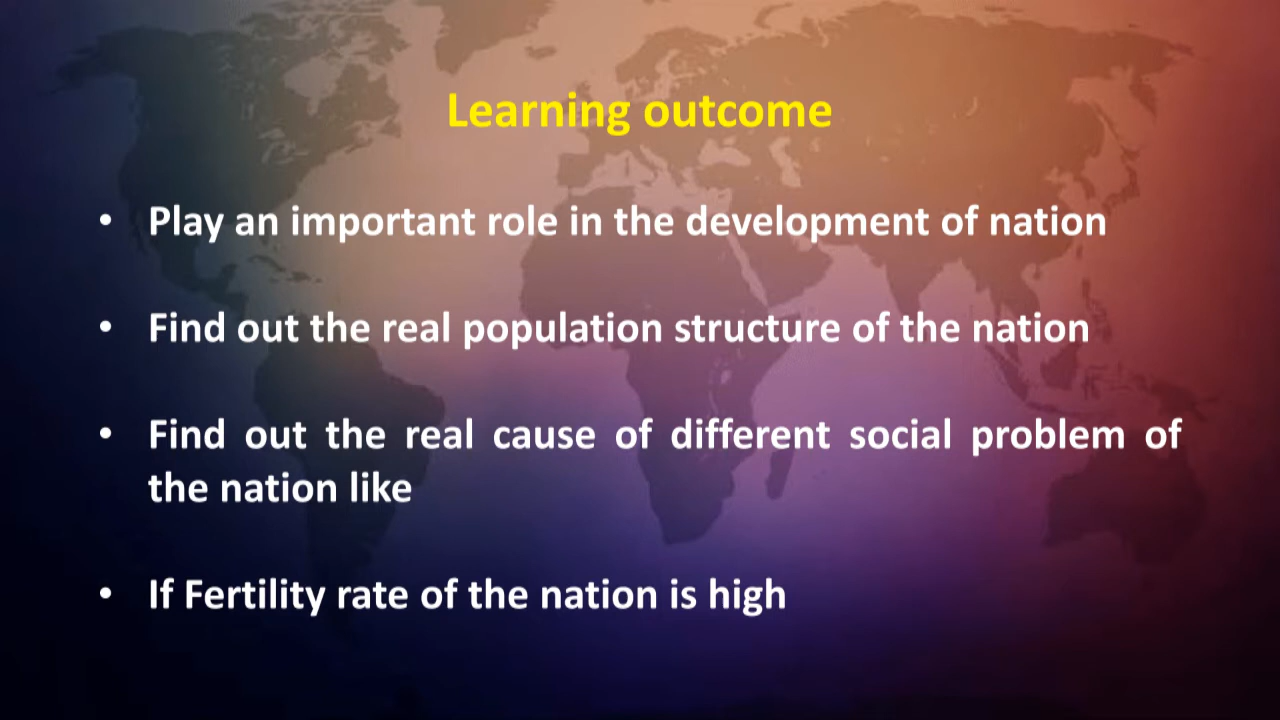 Learning outcome
• Play an important role in the development of nation
• Find out the real population structure of the nation
• Find out the real cause of different social problem of
the nation like
• If Fertility rate of the nation is high